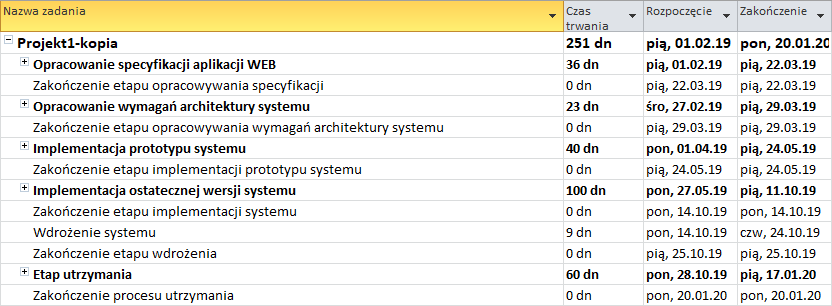 Nazwa zadania Czas trwania Rozpoczęcie Zakończenie
Projekt1-kopia 251 dn pią, 01.02.19 pon, 20.01.20
Opracowanie specyfikacji aplikacji WEB 36 dn pią, 01.02.19 pią, 22.03.19
Zakończenie etapu opracowywania specyfikacji 0 dn pią, 22.03.19 pią, 22.03.19
Opracowanie wymagań architektury systemu 23 dn śro, 27.02.19 pią, 29.03.19
Zakończenie etapu opracowywania wymagań architektury systemu 0 dn pią, 29.03.19 pią, 29.03.19
Implementacja prototypu systemu 40 dn pon, 01.04.19 pią, 24.05.19
Zakończenie etapu implementacji prototypu systemu 0 dn pią, 24.05.19 pią, 24.05.19
Implementacja ostatecznej wersji systemu 100 dn pon, 27.05.19 pią, 11.10.19
Zakończenie etapu implementacji systemu 0 dn pon, 14.10.19 pon, 14.10.19
Wdrożenie systemu 9 dn pon, 14.10.19 czw, 24.10.19
Zakończenie etapu wdrożenia 0 dn pią, 25.10.19 pią, 25.10.19
Etap utrzymania 60 dn pon, 28.10.19 pią, 17.01.20
Zakończenie procesu utrzymania 0 dn pon, 20.01.20 pon, 20.01.20